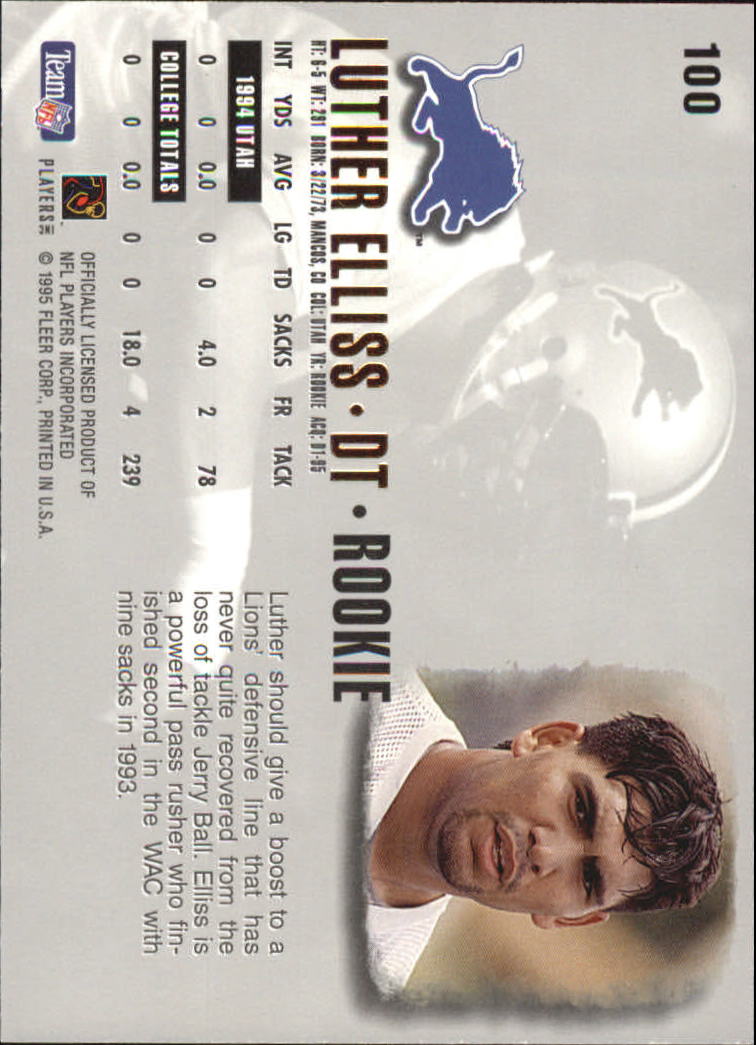 100
™
LUTHER ELLISS • DT • ROOKIE
HT: 6-5 WT: 291 BORN: 3/22/73, MANCOS, CO COL: UTAH YR: ROOKIE ACQ: D1-95
INT YDS AVG LG TD SACKS FR TACK
1994 UTAH
0 0 0.0 0 0 4.0 2 78
COLLEGE TOTALS
0 0 0.0 0 0 18.0 4 239
Luther should give a boost to a
Lions' defensive line that has
never quite recovered from the
loss of tackle Jerry Ball. Elliss is
a powerful pass rusher who fin-
ished second in the WAC with
nine sacks in 1993.
Team NFL
PLAYERS INC
OFFICIALLY LICENSED PRODUCT OF
NFL PLAYERS INCORPORATED
© 1995 FLEER CORP., PRINTED IN U.S.A.